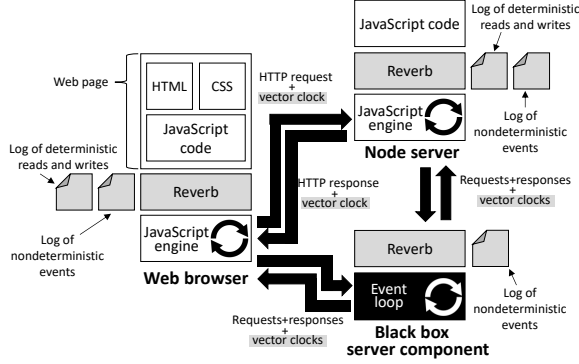 Web page
HTML
CSS
JavaScript
code
Log of deterministic
reads and writes
Reverb
JavaScript
engine
Log of
nondeterministic
events
Web browser
HTTP request
+
vector clock
HTTP response
+
vector clock
JavaScript code
Log of deterministic
reads and writes
Reverb
JavaScript
engine
Log of
nondeterministic
events
Node server
Requests+responses
+
vector clocks
Reverb
Event
loop
Log of
nondeterministic
events
Requests+responses
+
vector clocks
Black box
server component